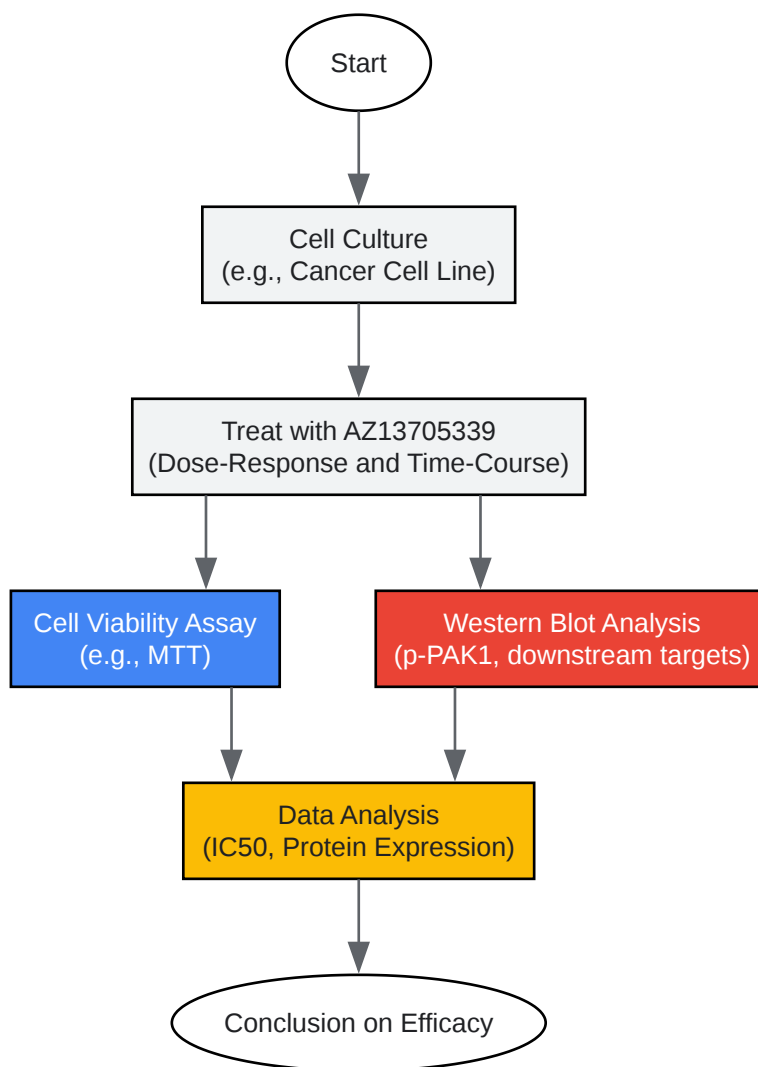 Start
Cell Culture
(e.g., Cancer Cell Line)
Treat with AZ13705339
(Dose-Response and Time-Course)
Cell Viability Assay
(e.g., MTT)
Western Blot Analysis
(p-PAK1, downstream targets)
Data Analysis
(IC50, Protein Expression)
Conclusion on Efficacy